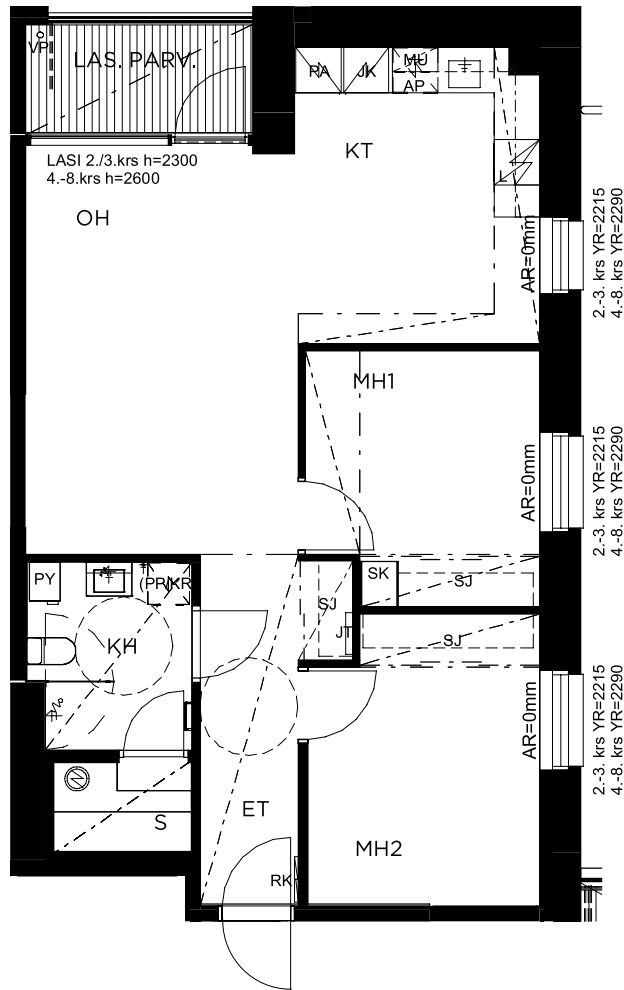 VP
LAS. PARV.
PA
JK
MU
AP
KT
L
LASI 2./3.krs h=2300
4.-8.krs h=2600
OH
AR=0mm
2.-3. krs YR=2215
4.-8. krs YR=2290
MH1
AR=0mm
2.-3. krs YR=2215
4.-8. krs YR=2290
PY
(PR)
(KR)
SK
SJ
SJ
JT
SJ
KH
AR=0mm
2.-3. krs YR=2215
4.-8. krs YR=2290
S
ET
MH2
RK